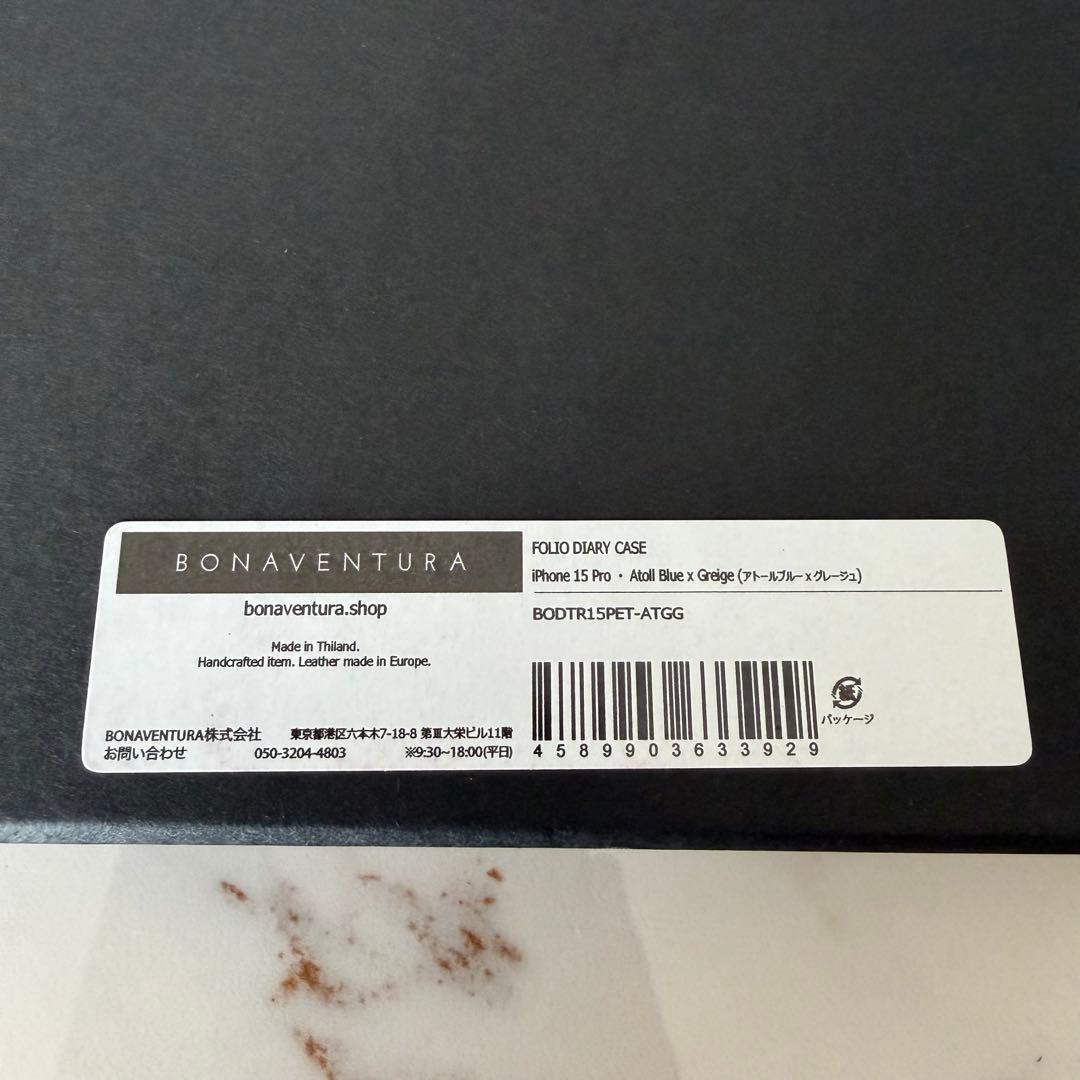 BONAVENTURA
bonaventura.shop
Made in Thiland.
Handcrafted item. Leather made in Europe.
BONAVENTURA株式会社 東京都港区六本木7-18-8 第Ⅲ大栄ビル11階
お問い合わせ 050-3204-4803 ※9:30~18:00(平日)
FOLIO DIARY CASE
iPhone 15 Pro ・ Atoll Blue x Greige (アトールブルー x グレージュ)
BODTR15PET-ATGG
4589903633929
パッケージ